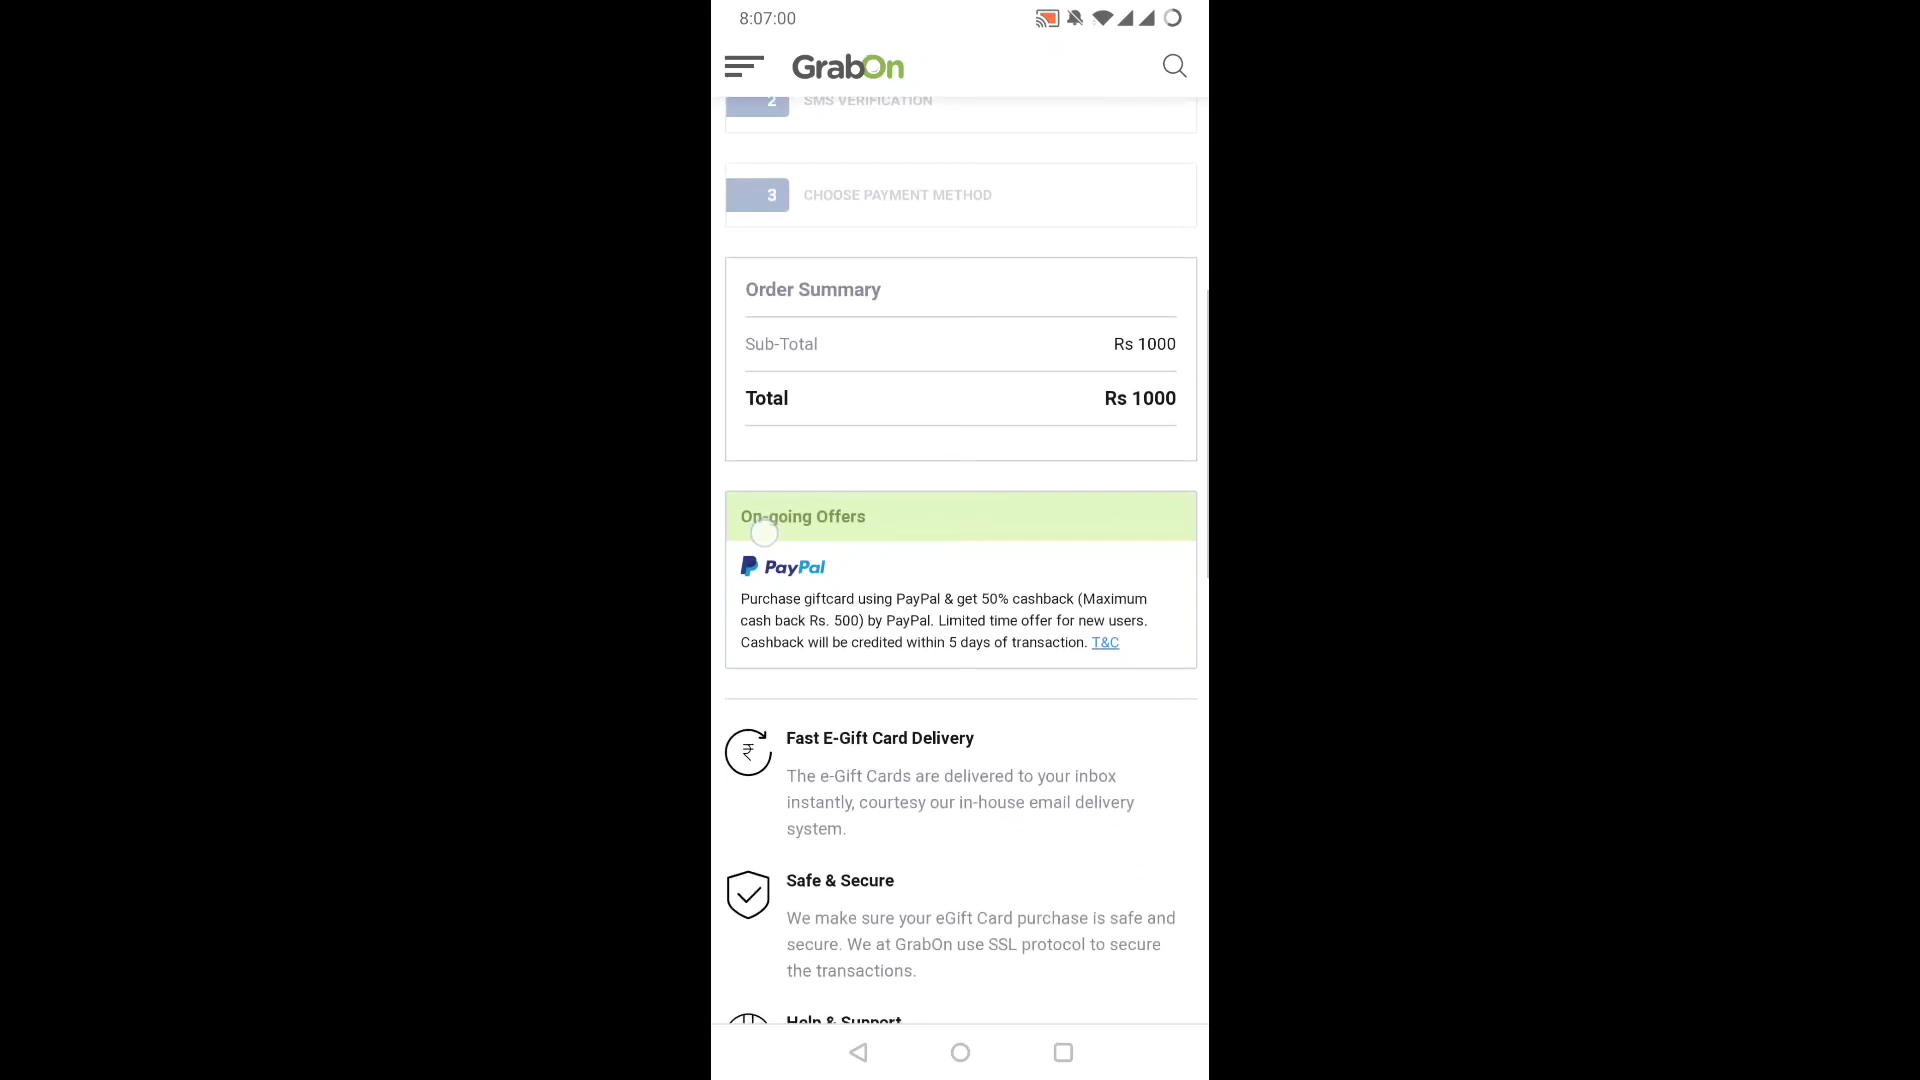 8:07:00
GrabOn
2 SMS VERIFICATION
3 CHOOSE PAYMENT METHOD
Order Summary
Sub-Total Rs 1000
Total Rs 1000
On-going Offers
PayPal
Purchase giftcard using PayPal & get 50% cashback (Maximum
cash back Rs. 500) by PayPal. Limited time offer for new users.
Cashback will be credited within 5 days of transaction. T&C
Fast E-Gift Card Delivery
The e-Gift Cards are delivered to your inbox
instantly, courtesy our in-house email delivery
system.
Safe & Secure
We make sure your eGift Card purchase is safe and
secure. We at GrabOn use SSL protocol to secure
the transactions.
Help & Support